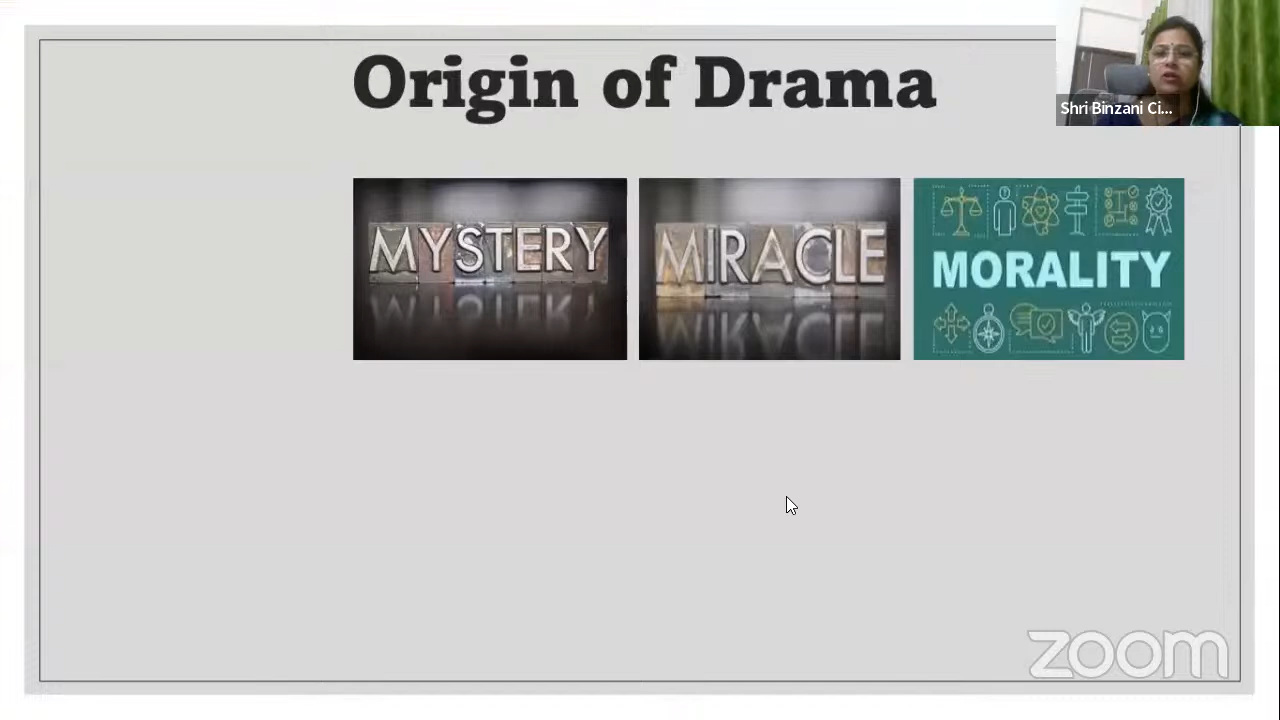 Origin of Drama
Shri Binzani Ci...
MYSTERY
MIRACLE
MORALITY
zoom